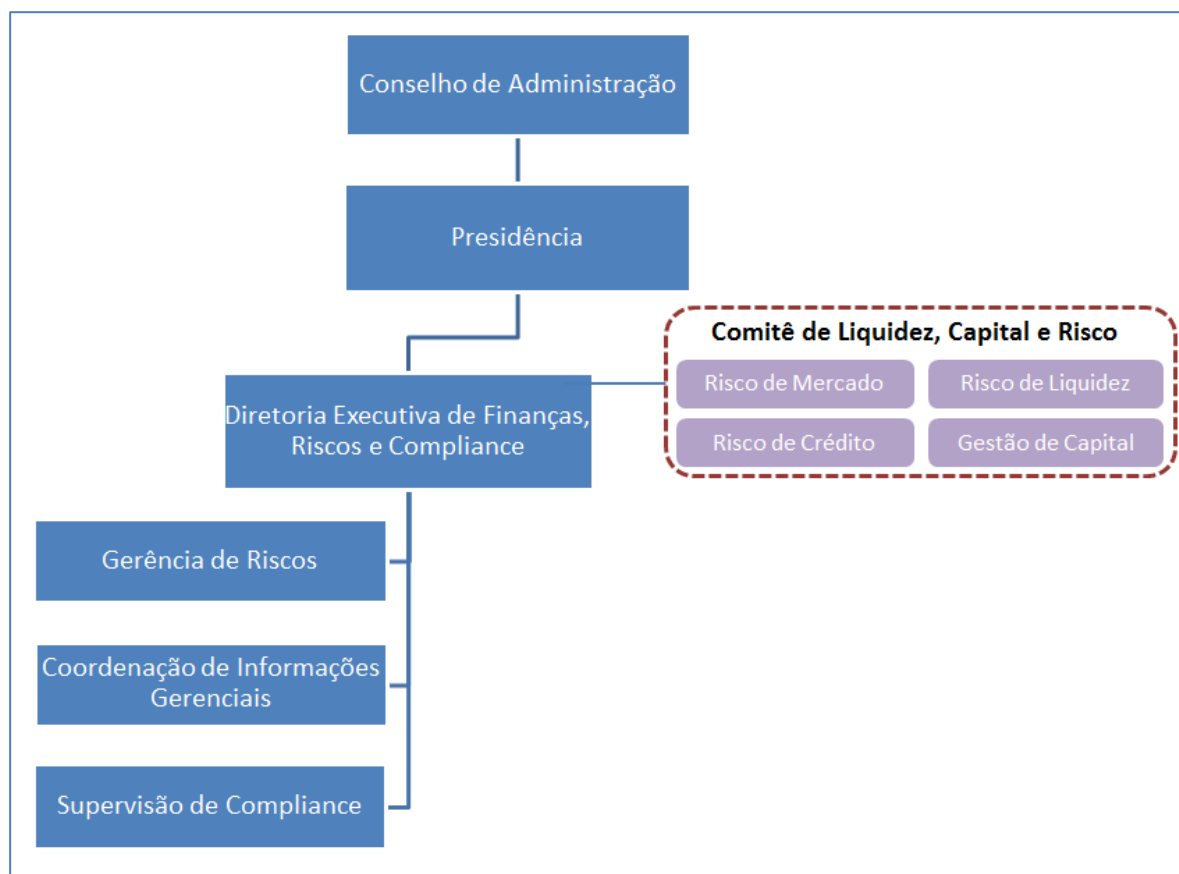 Conselho de Administração
Presidência
Comitê de Liquidez, Capital e Risco
Risco de Mercado
Risco de Liquidez
Risco de Crédito
Gestão de Capital
Diretoria Executiva de Finanças,
Riscos e Compliance
Gerência de Riscos
Coordenação de Informações
Gerenciais
Supervisão de Compliance